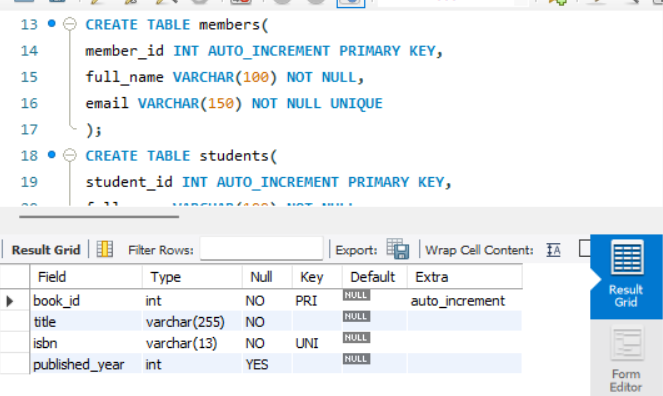 13 CREATE TABLE members(
14 member_id INT AUTO_INCREMENT PRIMARY KEY,
15 full_name VARCHAR(100) NOT NULL,
16 email VARCHAR(150) NOT NULL UNIQUE
17 );
18 CREATE TABLE students(
19 student_id INT AUTO_INCREMENT PRIMARY KEY,
Result Grid Filter Rows: Export: Wrap Cell Content: IA
Field Type Null Key Default Extra
book_id int NO PRI NULL auto_increment
title varchar(255) NO NULL
isbn varchar(13) NO UNI NULL
published_year int YES NULL
Result
Grid
Form
Editor